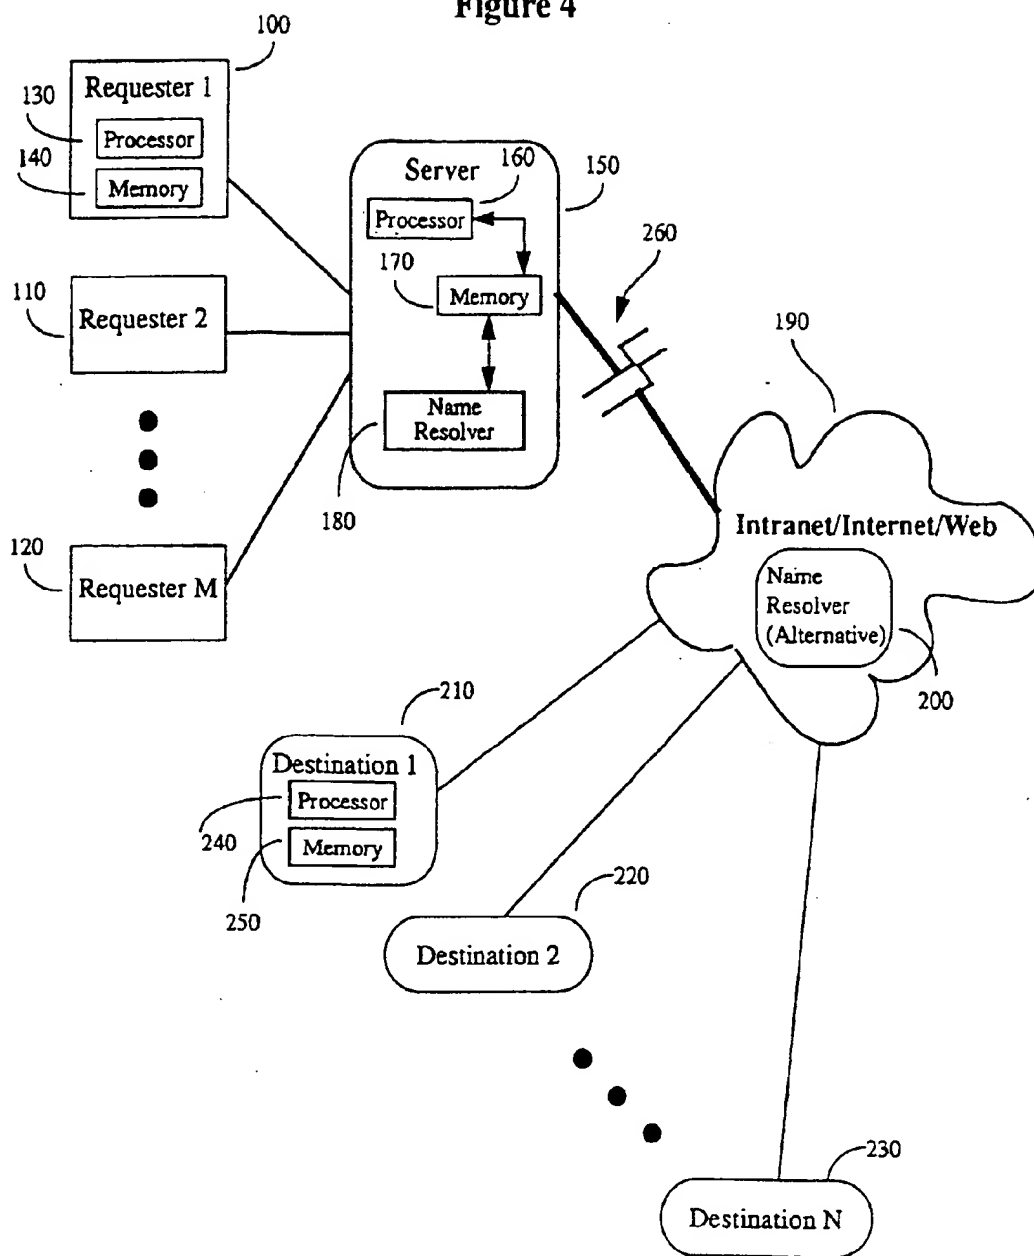 Figure 4
100
Requester 1
130
Processor
140
Memory
110
Requester 2
120
Requester M
Server
160
150
Processor
170
Memory
Name
Resolver
180
260
190
Intranet/Internet/Web
Name
Resolver
(Alternative)
200
210
Destination 1
Processor
240
Memory
250
220
Destination 2
230
Destination N